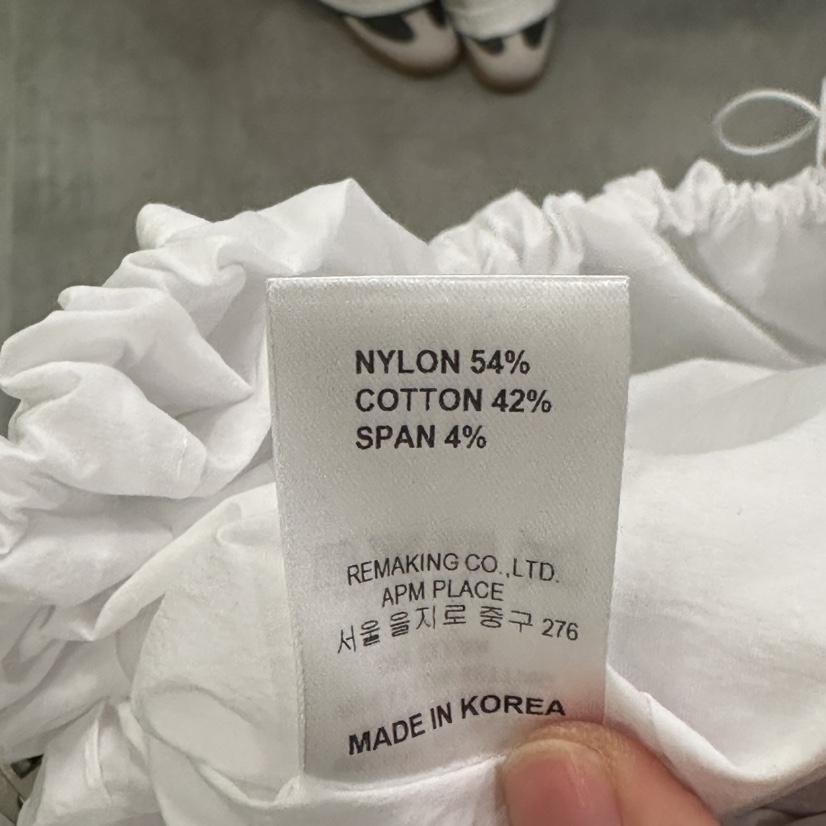 NYLON 54%
COTTON 42%
SPAN 4%
REMAKING CO.,LTD.
APM PLACE
서울 을지로 중구 276
MADE IN KOREA